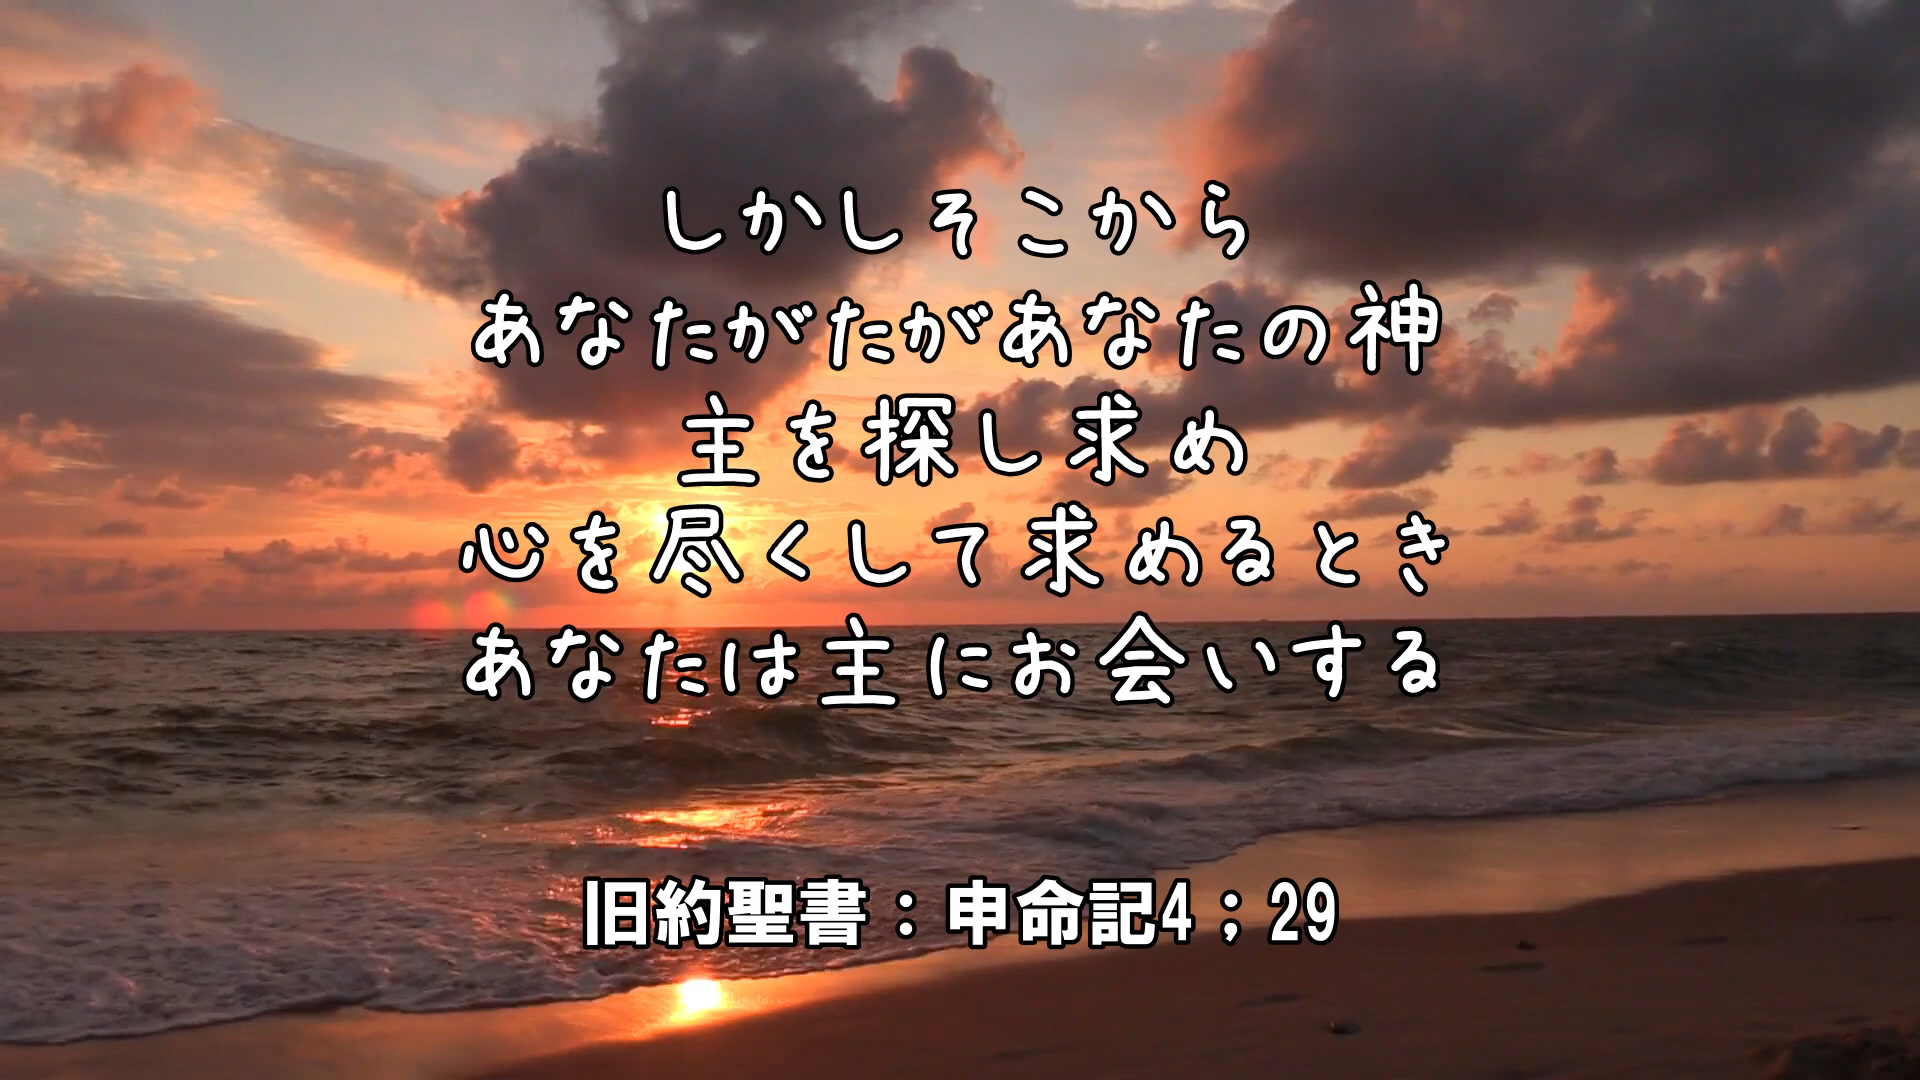 しかしそこから
あなたがたがあなたの神
主を探し求め
心を尽くして求めるとき
あなたは主にお会いする
旧約聖書：申命記4；29